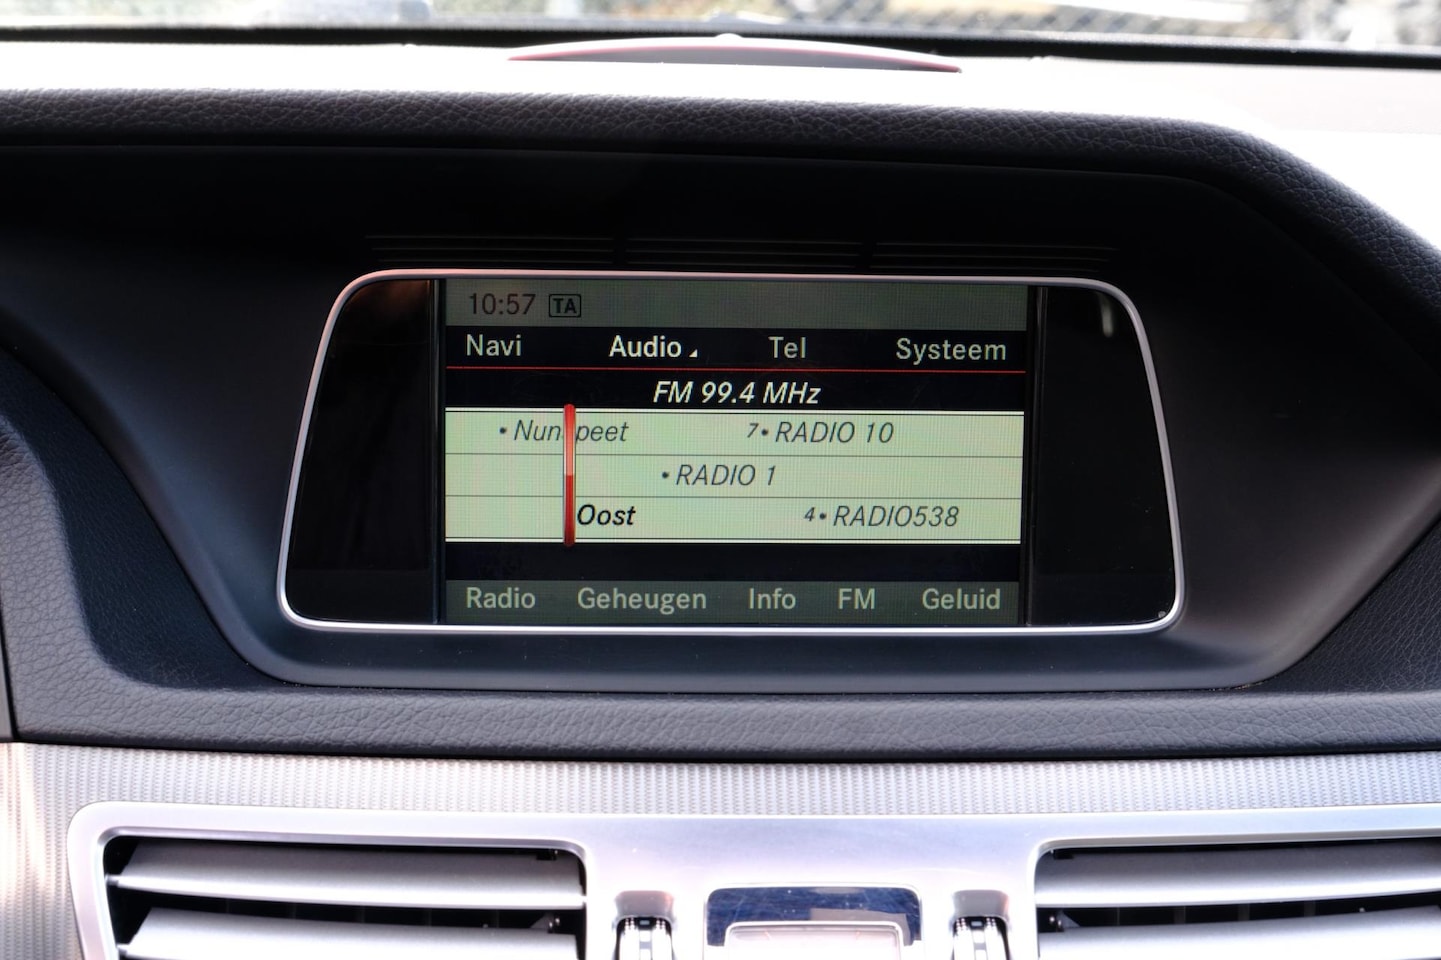 10:57 TA
Navi Audio Tel Systeem
FM 99.4 MHz
• Nunspeet 7• RADIO 10
• RADIO 1
Oost 4• RADIO538
Radio Geheugen Info FM Geluid